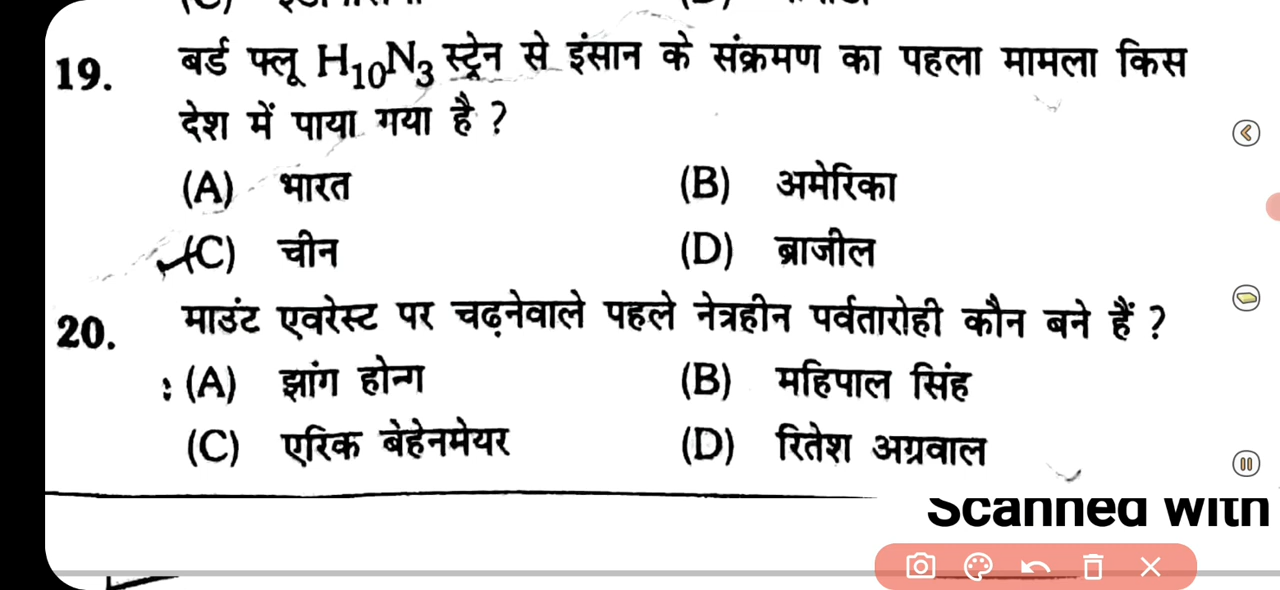 19. बर्ड फ्लू H₁₀N₃ स्ट्रेन से इंसान के संक्रमण का पहला मामला किस
देश में पाया गया है ?
(A) भारत (B) अमेरिका
(C) चीन (D) ब्राजील
20. माउंट एवरेस्ट पर चढ़नेवाले पहले नेत्रहीन पर्वतारोही कौन बने हैं ?
(A) झांग होन्ग (B) महिपाल सिंह
(C) एरिक बेहेनमेयर (D) रितेश अग्रवाल
Scanned with